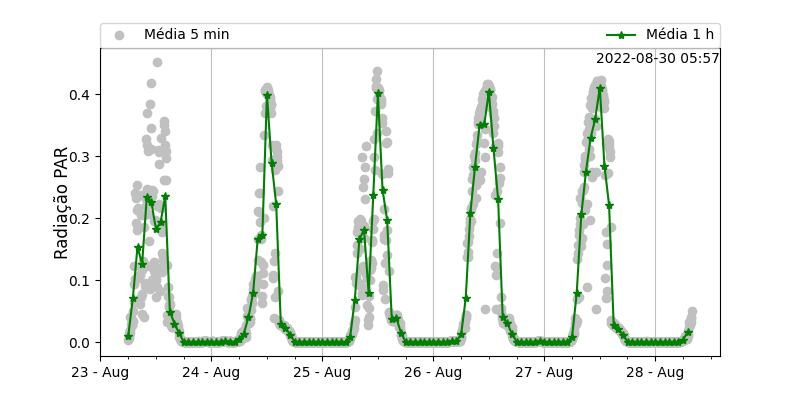 Média 5 min
Média 1 h
2022-08-30 05:57
0.4
0.3
0.2
0.1
0.0
Radiação PAR
23 - Aug
24 - Aug
25 - Aug
26 - Aug
27 - Aug
28 - Aug